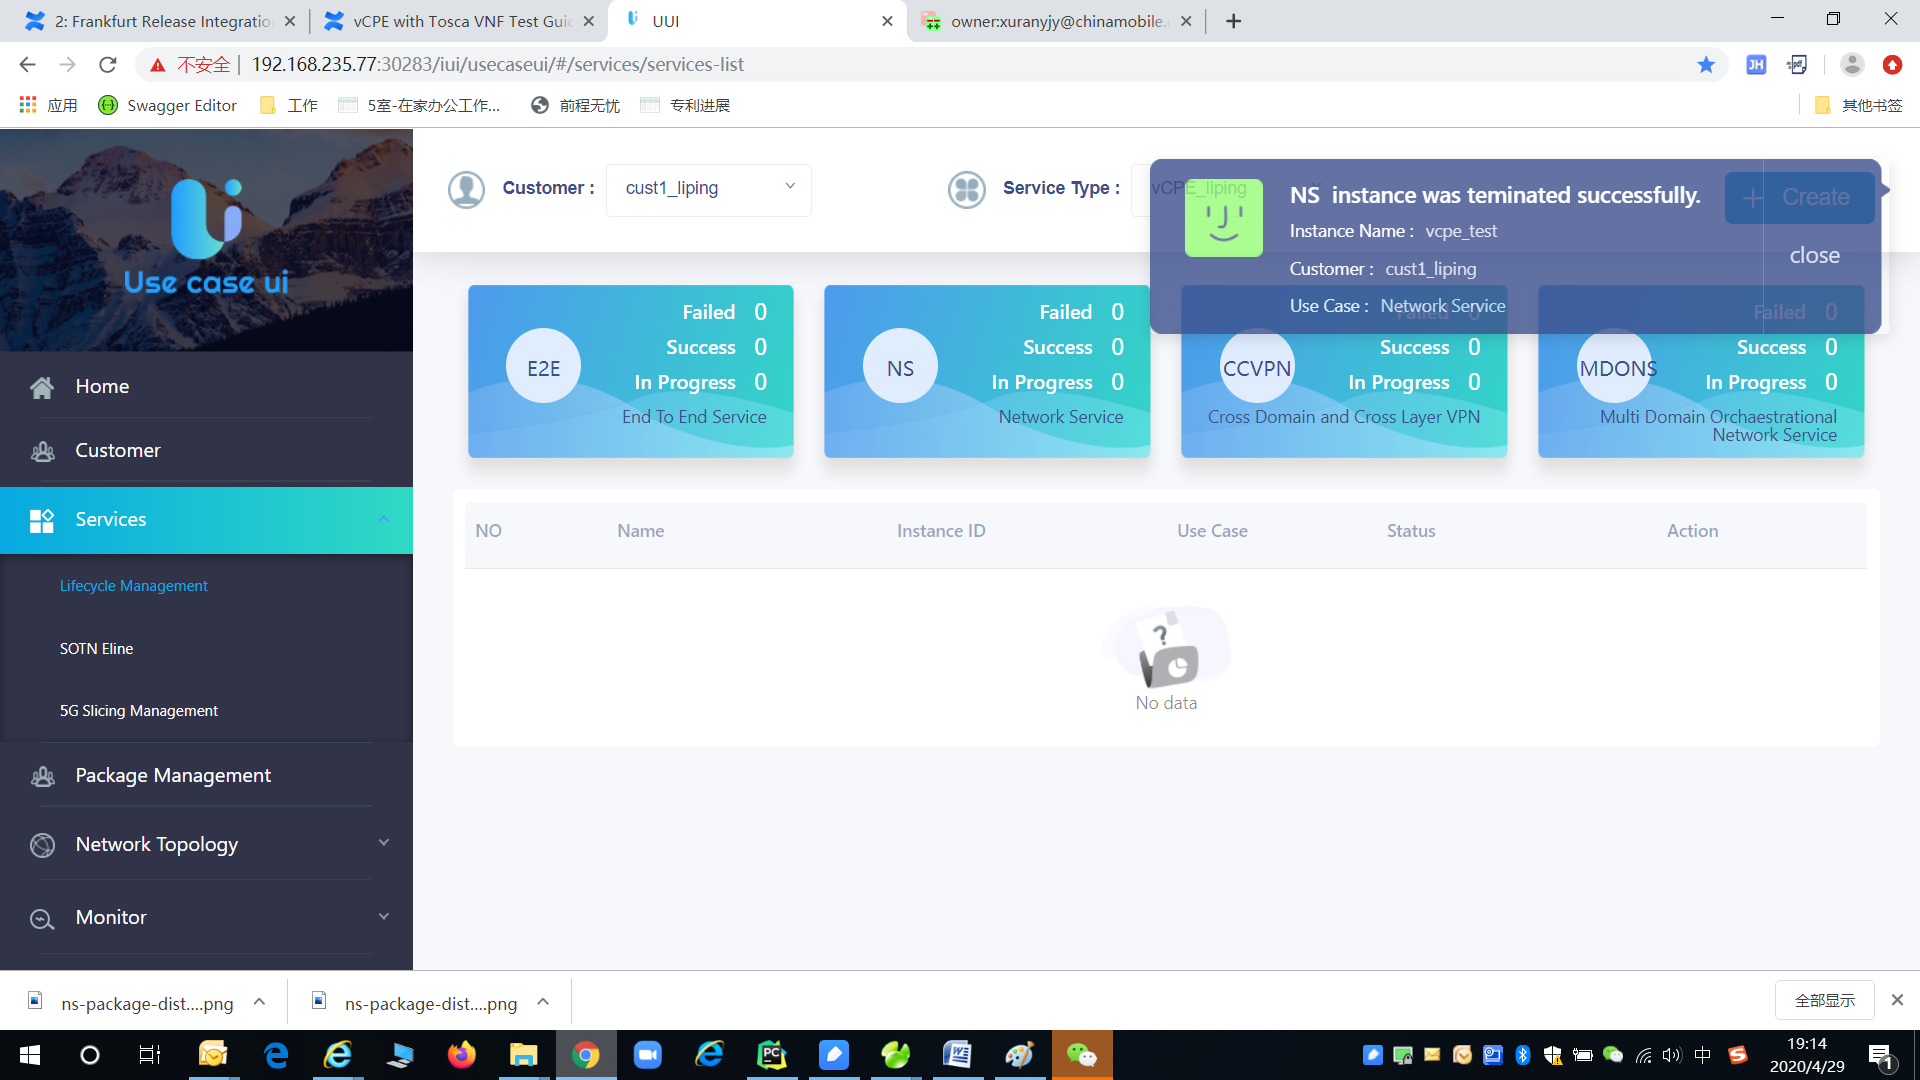 2: Frankfurt Release Integratio
vCPE with Tosca VNF Test Gui
UUI
owner:xuranyjy@chinamobile.
不安全
192.168.235.77:30283/iui/usecaseui/#/services/services-list
JH
应用
Swagger Editor
工作
5室-在家办公工作...
前程无忧
专利进展
其他书签
Use case ui
Customer :
cust1_liping
Service Type :
vCPE_liping
Create
NS instance was teminated successfully.
Instance Name : vcpe_test
Customer : cust1_liping
Use Case : Network Service
close
E2E
Failed 0
Success 0
In Progress 0
End To End Service
NS
Failed 0
Success 0
In Progress 0
Network Service
CCVPN
Failed 0
Success 0
In Progress 0
Cross Domain and Cross Layer VPN
MDONS
Failed 0
Success 0
In Progress 0
Multi Domain Orchaestrational
Network Service
Home
Customer
Services
Lifecycle Management
SOTN Eline
5G Slicing Management
Package Management
Network Topology
Monitor
NO Name Instance ID Use Case Status Action
No data
ns-package-dist....png
ns-package-dist....png
全部显示
中
19:14
2020/4/29
1